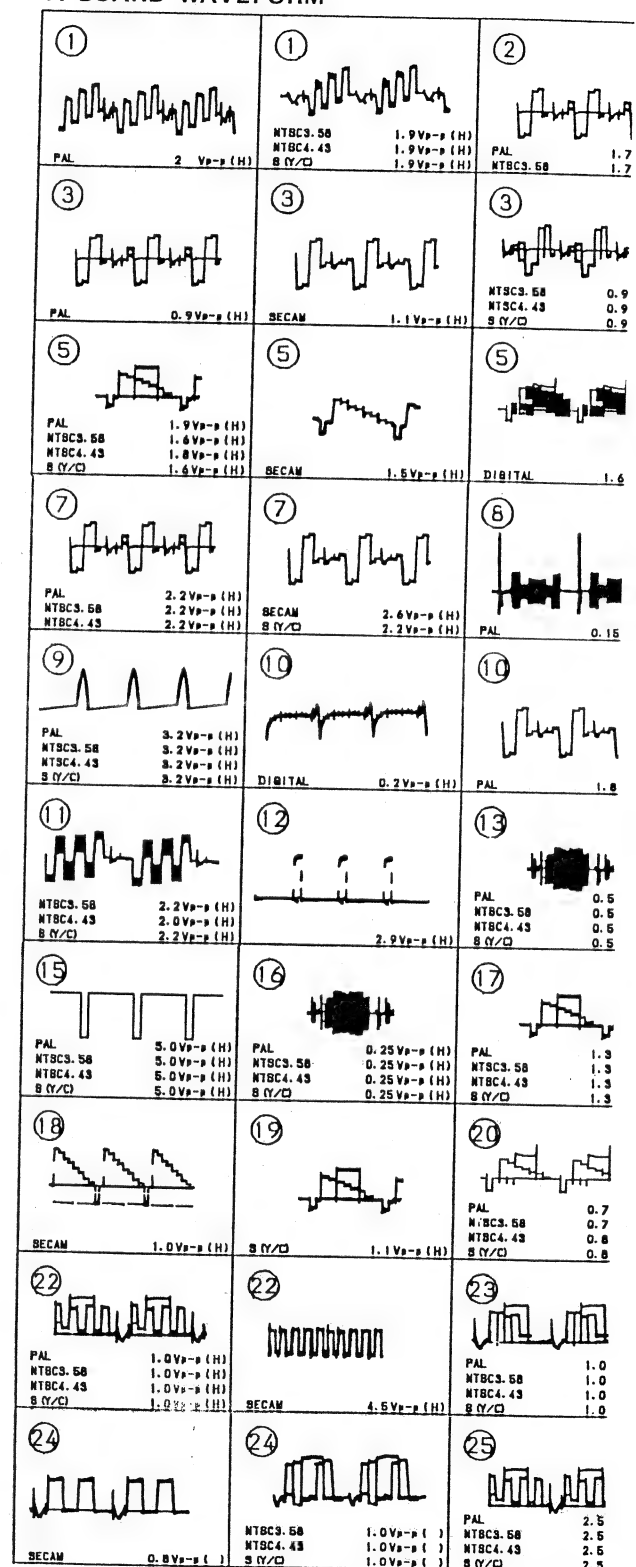 ①
PAL 2 Vp-p (H)
①
NTSC3.58 1.9Vp-p (H)
NTSC4.43 1.9Vp-p (H)
S (Y/C) 1.9Vp-p (H)
②
PAL 1.7
NTSC3.58 1.7
③
PAL 0.9Vp-p (H)
③
SECAM 1.1Vp-p (H)
③
NTSC3.58 0.9
NTSC4.43 0.9
S (Y/C) 0.9
⑤
PAL 1.9Vp-p (H)
NTSC3.58 1.6Vp-p (H)
NTSC4.43 1.8Vp-p (H)
S (Y/C) 1.6Vp-p (H)
⑤
SECAM 1.5Vp-p (H)
⑤
DIGITAL 1.6
⑦
PAL 2.2Vp-p (H)
NTSC3.58 2.2Vp-p (H)
NTSC4.43 2.2Vp-p (H)
⑦
SECAM 2.6Vp-p (H)
S (Y/C) 2.2Vp-p (H)
⑧
PAL 0.15
⑨
PAL 3.2Vp-p (H)
NTSC3.58 3.2Vp-p (H)
NTSC4.43 3.2Vp-p (H)
S (Y/C) 3.2Vp-p (H)
⑩
DIGITAL 0.2Vp-p (H)
⑩
PAL 1.8
⑪
NTSC3.58 2.2Vp-p (H)
NTSC4.43 2.0Vp-p (H)
S (Y/C) 2.2Vp-p (H)
⑫
2.9Vp-p (H)
⑬
PAL 0.5
NTSC3.58 0.5
NTSC4.43 0.5
S (Y/C) 0.5
⑮
PAL 5.0Vp-p (H)
NTSC3.58 5.0Vp-p (H)
NTSC4.43 5.0Vp-p (H)
S (Y/C) 5.0Vp-p (H)
⑯
PAL 0.25Vp-p (H)
NTSC3.58 0.25Vp-p (H)
NTSC4.43 0.25Vp-p (H)
S (Y/C) 0.25Vp-p (H)
⑰
PAL 1.3
NTSC3.58 1.3
NTSC4.43 1.3
S (Y/C) 1.3
⑱
SECAM 1.0Vp-p (H)
⑲
S (Y/C) 1.1Vp-p (H)
⑳
PAL 0.7
NTSC3.58 0.7
NTSC4.43 0.8
S (Y/C) 0.8
㉒
PAL 1.0Vp-p (H)
NTSC3.58 1.0Vp-p (H)
NTSC4.43 1.0Vp-p (H)
S (Y/C) 1.0Vp-p (H)
㉒
SECAM 4.5Vp-p (H)
㉓
PAL 1.0
NTSC3.58 1.0
NTSC4.43 1.0
S (Y/C) 1.0
㉔
SECAM 0.8Vp-p ( )
㉔
NTSC3.58 1.0Vp-p ( )
NTSC4.43 1.0Vp-p ( )
S (Y/C) 1.0Vp-p ( )
㉕
PAL 2.5
NTSC3.58 2.5
NTSC4.43 2.5
S (Y/C) 2.5